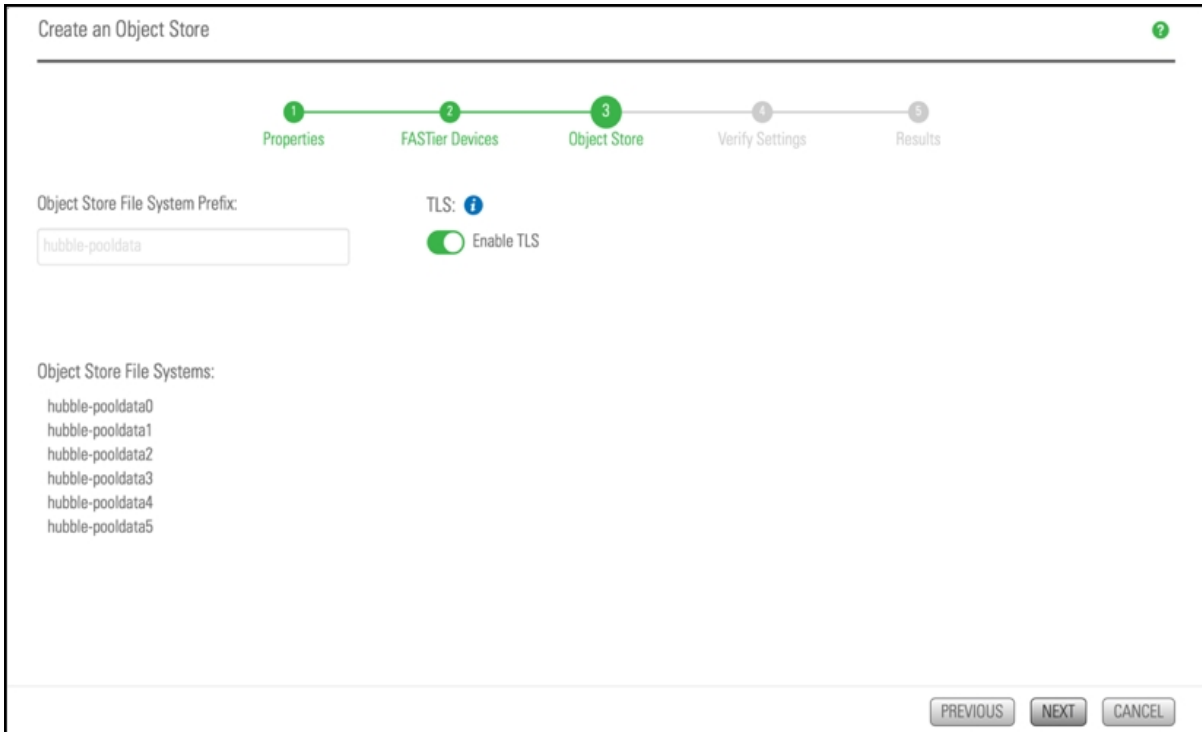 Create an Object Store
?
1 2 3 4 5
Properties FASTier Devices Object Store Verify Settings Results
Object Store File System Prefix: TLS: i
hubble-pooldata Enable TLS
Object Store File Systems:
hubble-pooldata0
hubble-pooldata1
hubble-pooldata2
hubble-pooldata3
hubble-pooldata4
hubble-pooldata5
PREVIOUS NEXT CANCEL